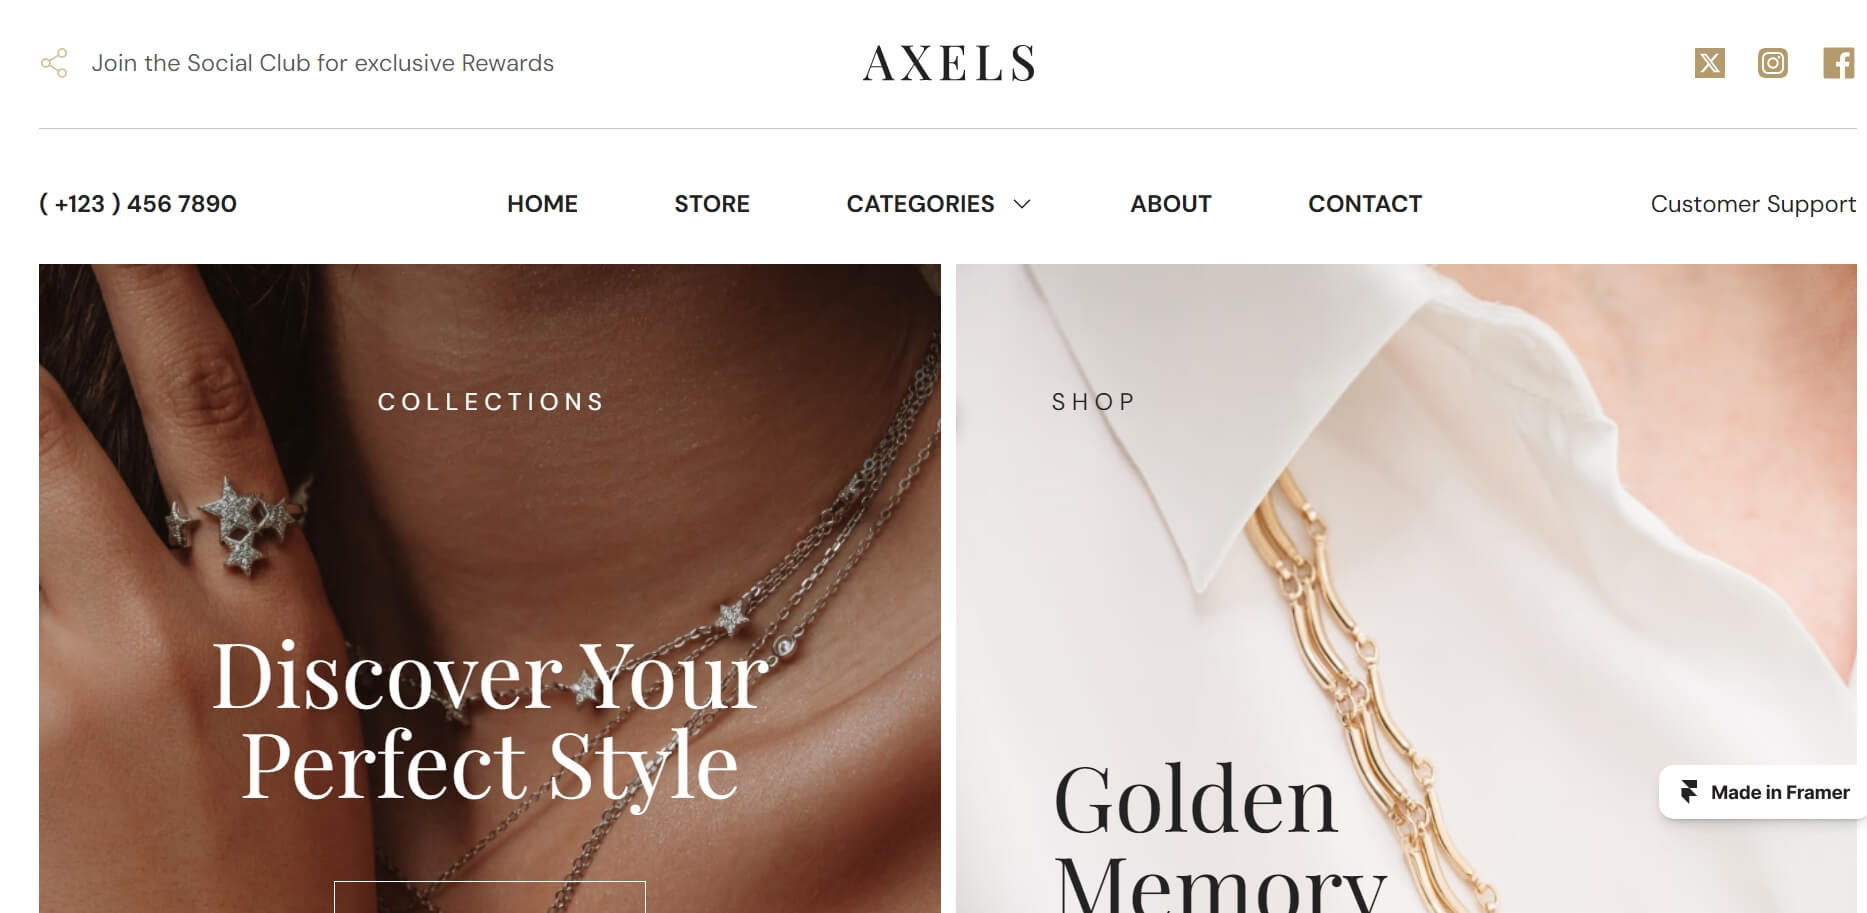 Join the Social Club for exclusive Rewards
AXELS
( +123 ) 456 7890
HOME
STORE
CATEGORIES
ABOUT
CONTACT
Customer Support
COLLECTIONS
Discover Your
Perfect Style
SHOP
Golden
Memory
Made in Framer